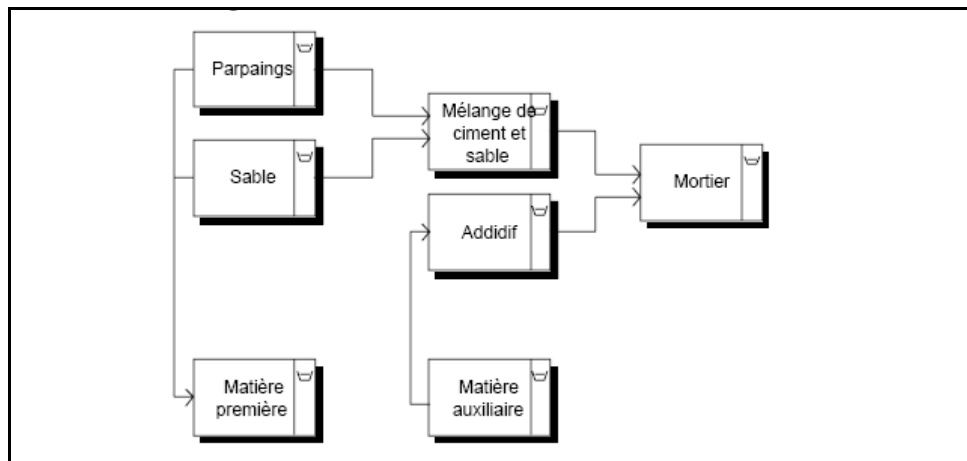 Parpaings
Mélange de
ciment et
sable
Sable
Mortier
Addidif
Matière
première
Matière
auxiliaire